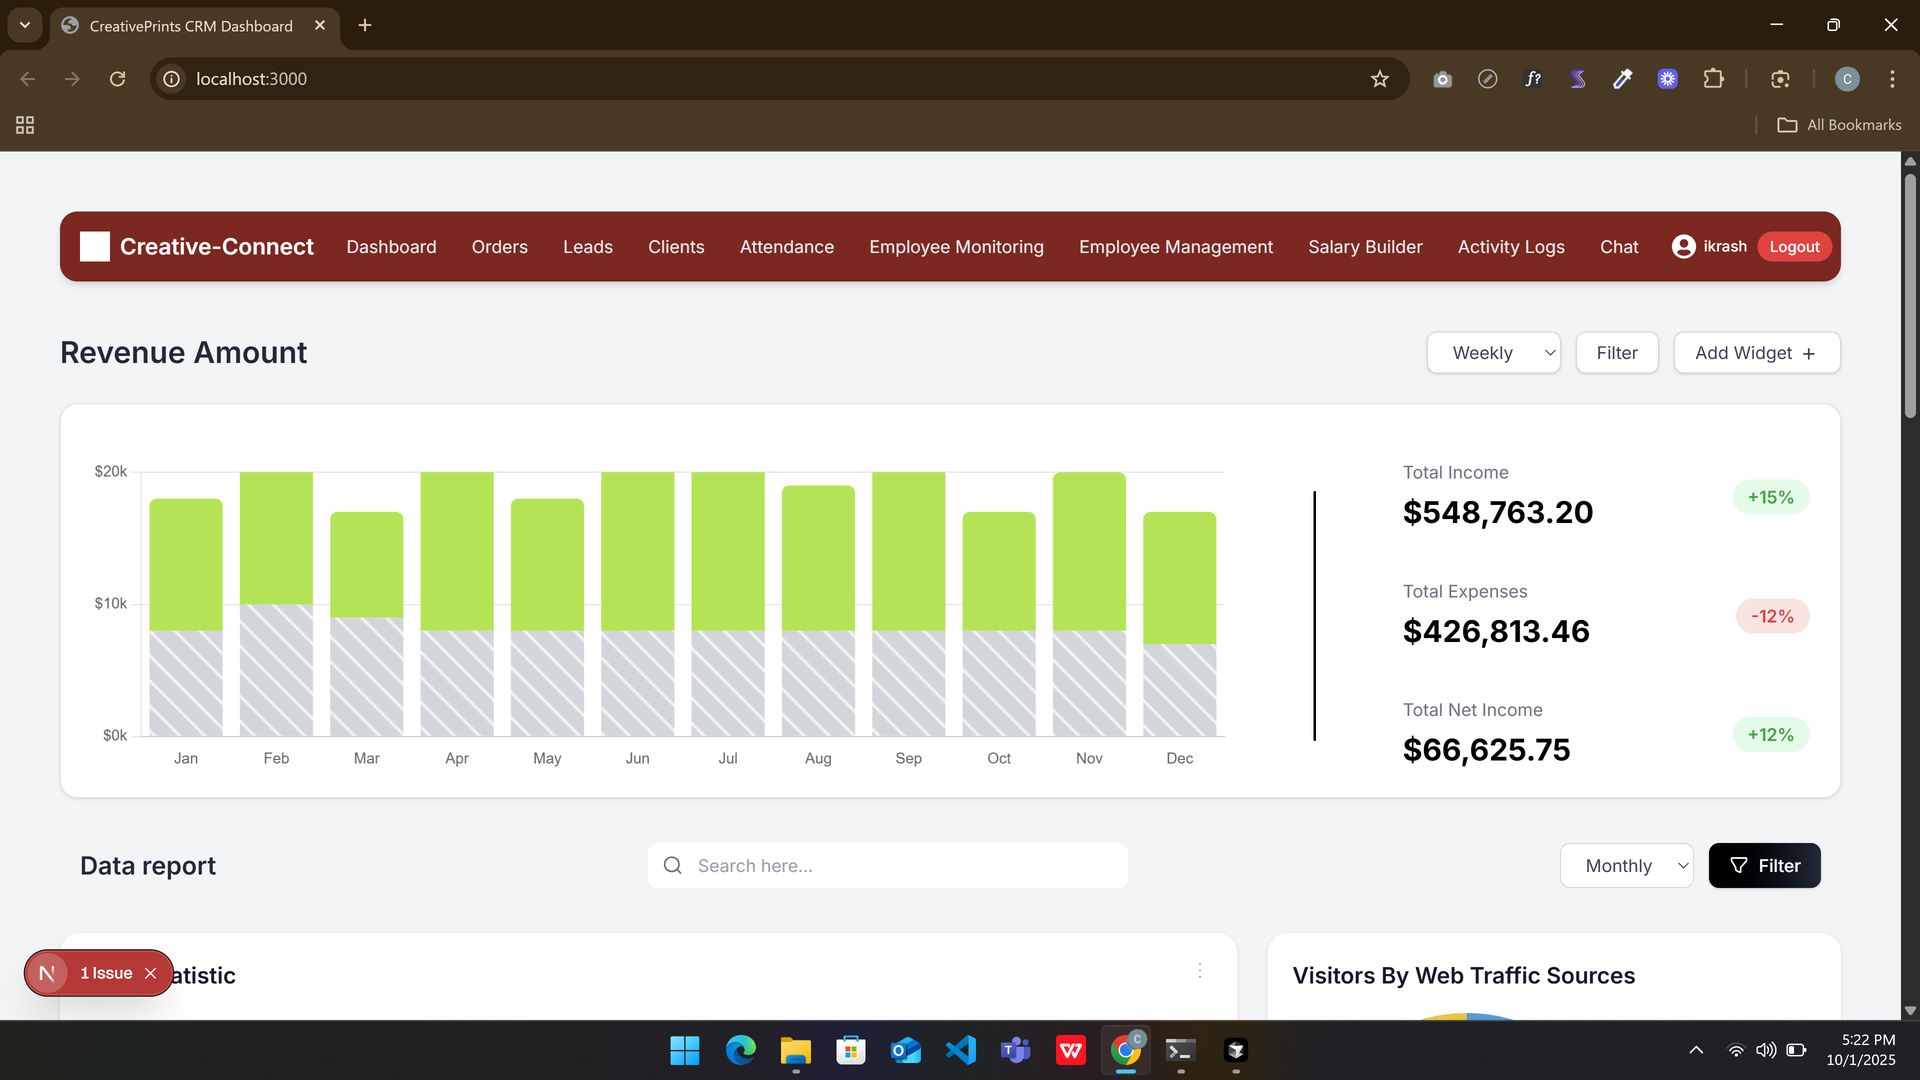 CreativePrints CRM Dashboard
localhost:3000
f?
C
All Bookmarks
Creative-Connect Dashboard Orders Leads Clients Attendance Employee Monitoring Employee Management Salary Builder Activity Logs Chat ikrash Logout
Revenue Amount
Weekly Filter Add Widget +
$20k
$10k
$0k
Jan Feb Mar Apr May Jun Jul Aug Sep Oct Nov Dec
Total Income
$548,763.20
+15%
Total Expenses
$426,813.46
-12%
Total Net Income
$66,625.75
+12%
Data report
Search here...
Monthly Filter
N 1 Issue
atistic
Visitors By Web Traffic Sources
C
5:22 PM
10/1/2025